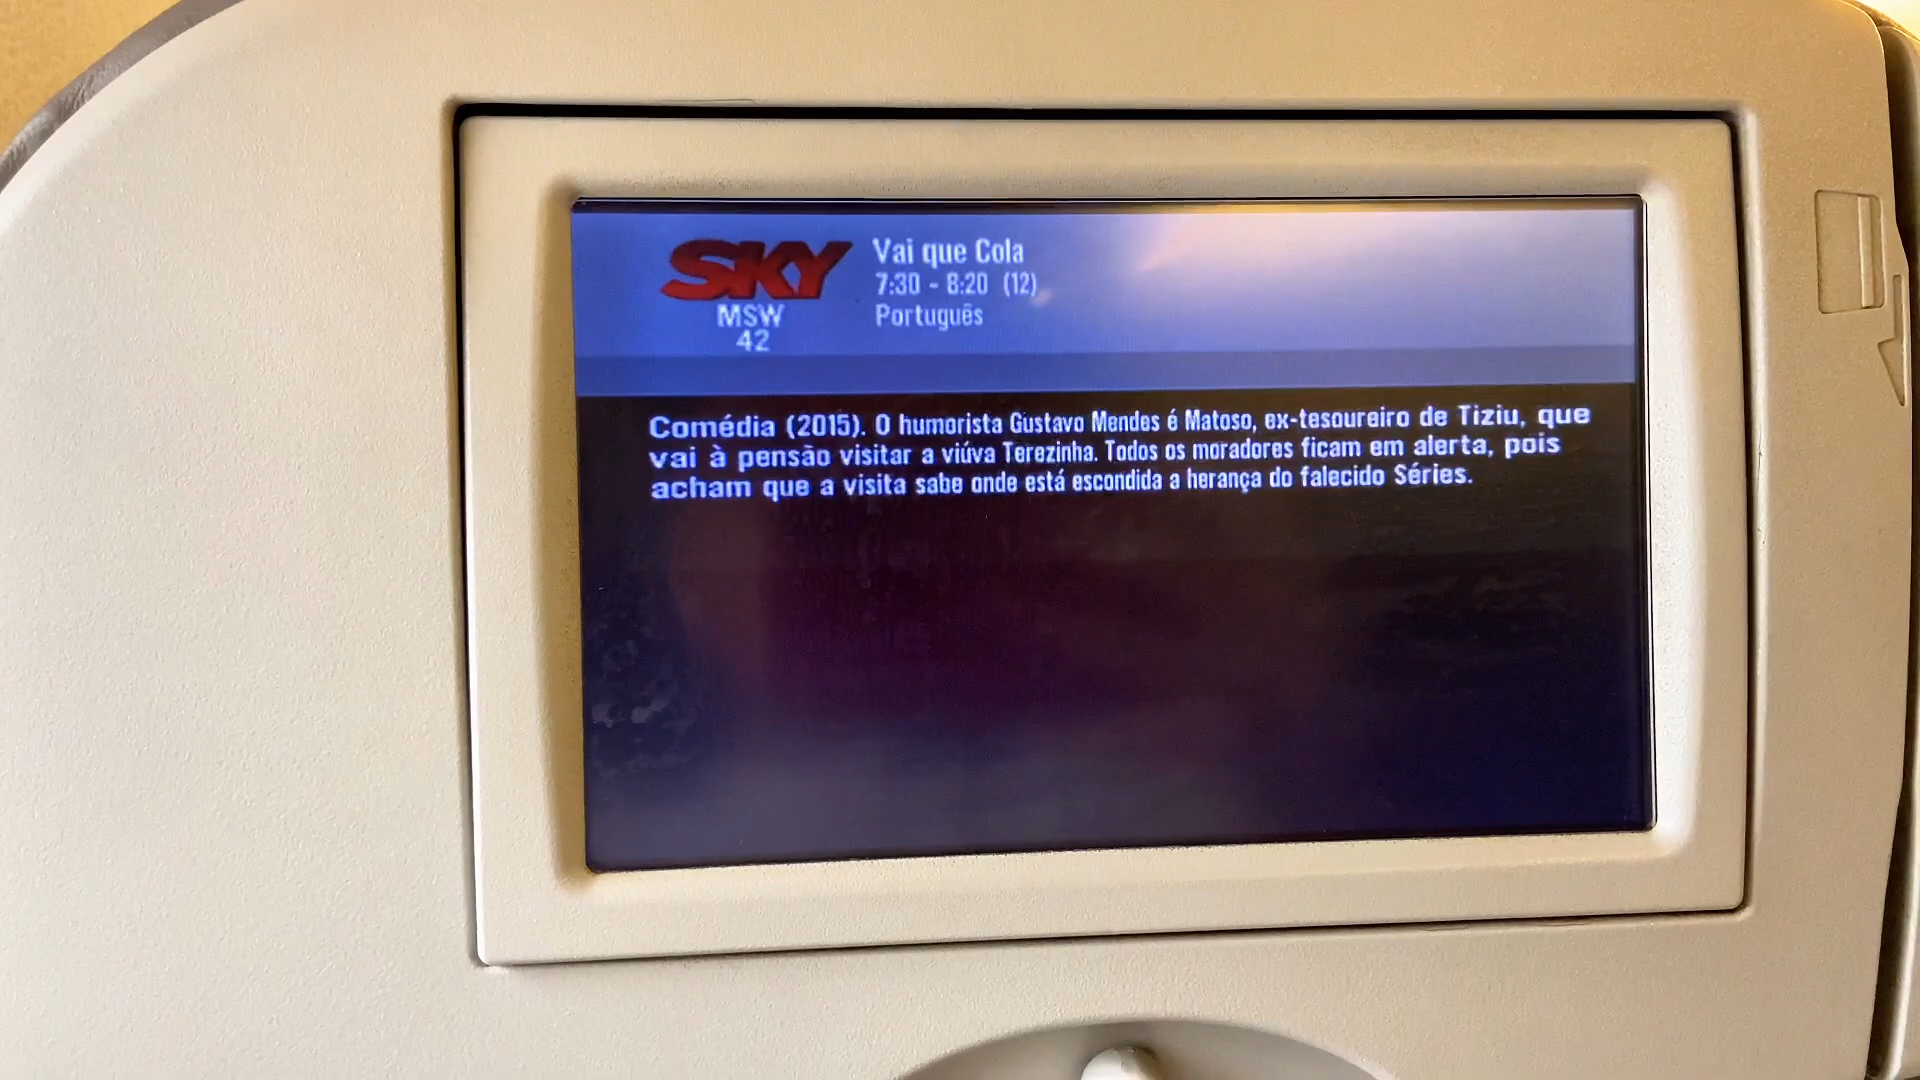 SKY
MSW
42
Vai que Cola
7:30 - 8:20 (12)
Português
Comédia (2015). O humorista Gustavo Mendes é Matoso, ex-tesoureiro de Tiziu, que
vai à pensão visitar a viúva Terezinha. Todos os moradores ficam em alerta, pois
acham que a visita sabe onde está escondida a herança do falecido Séries.